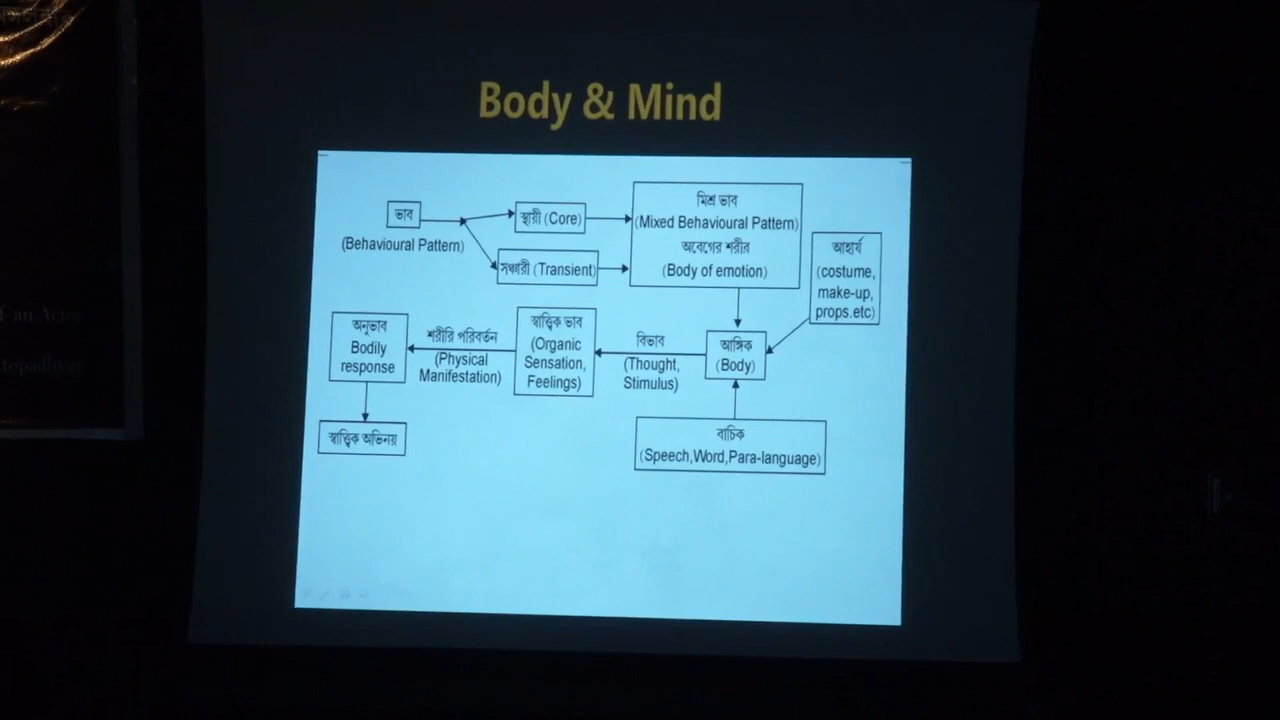 Body & Mind
ভাব
(Behavioural Pattern)
স্থায়ী (Core)
সঞ্চারী (Transient)
মিশ্র ভাব
(Mixed Behavioural Pattern)
অবেগের শরীর
(Body of emotion)
আহার্য
(costume,
make-up,
props.etc)
অনুভাব
Bodily
response
শরীরি পরিবর্তন
(Physical
Manifestation)
স্বাত্ত্বিক ভাব
(Organic
Sensation,
Feelings)
বিভাব
(Thought,
Stimulus)
আঙ্গিক
(Body)
স্বাত্ত্বিক অভিনয়
বাচিক
(Speech,Word,Para-language)
an Actor